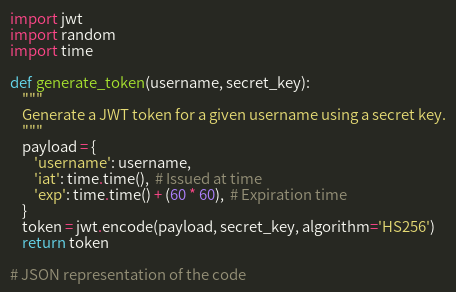 import jwt
import random
import time

def generate_token(username, secret_key):
    """
    Generate a JWT token for a given username using a secret key.
    """
    payload = {
        'username': username,
        'iat': time.time(),  # Issued at time
        'exp': time.time() + (60 * 60),  # Expiration time
    }
    token = jwt.encode(payload, secret_key, algorithm='HS256')
    return token

# JSON representation of the code